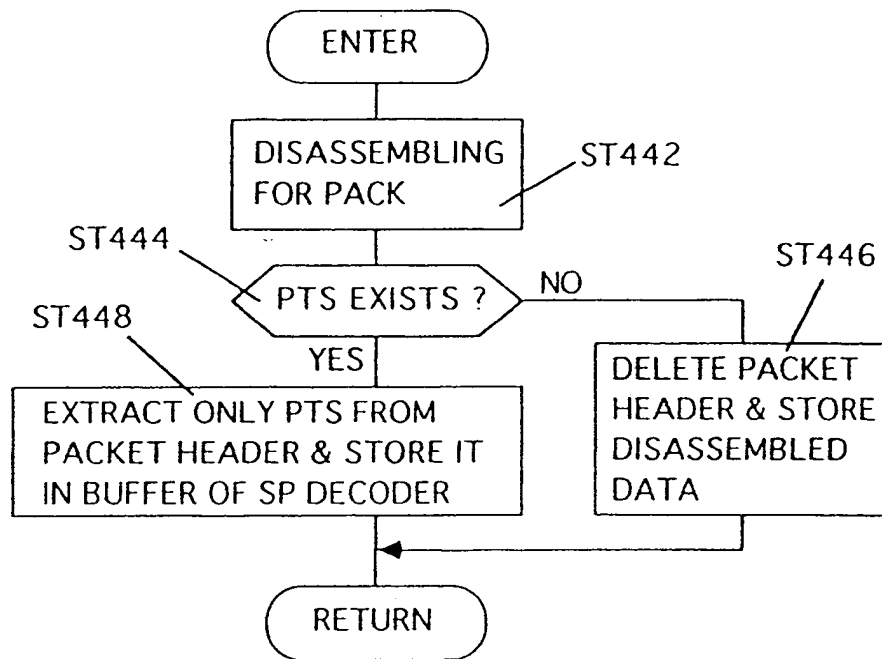 ENTER
DISASSEMBLING
FOR PACK
ST442
ST444
PTS EXISTS ?
NO
ST446
ST448
YES
EXTRACT ONLY PTS FROM
PACKET HEADER & STORE IT
IN BUFFER OF SP DECODER
DELETE PACKET
HEADER & STORE
DISASSEMBLED
DATA
RETURN